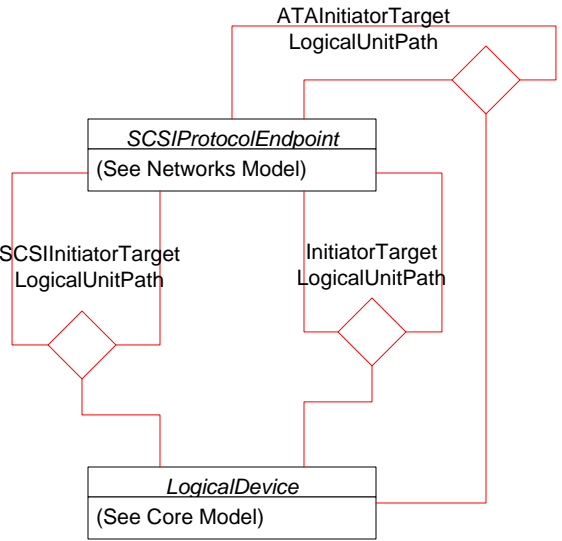 ATAInitiatorTarget
LogicalUnitPath
SCSIProtocolEndpoint
(See Networks Model)
SCSIInitiatorTarget
LogicalUnitPath
InitiatorTarget
LogicalUnitPath
LogicalDevice
(See Core Model)